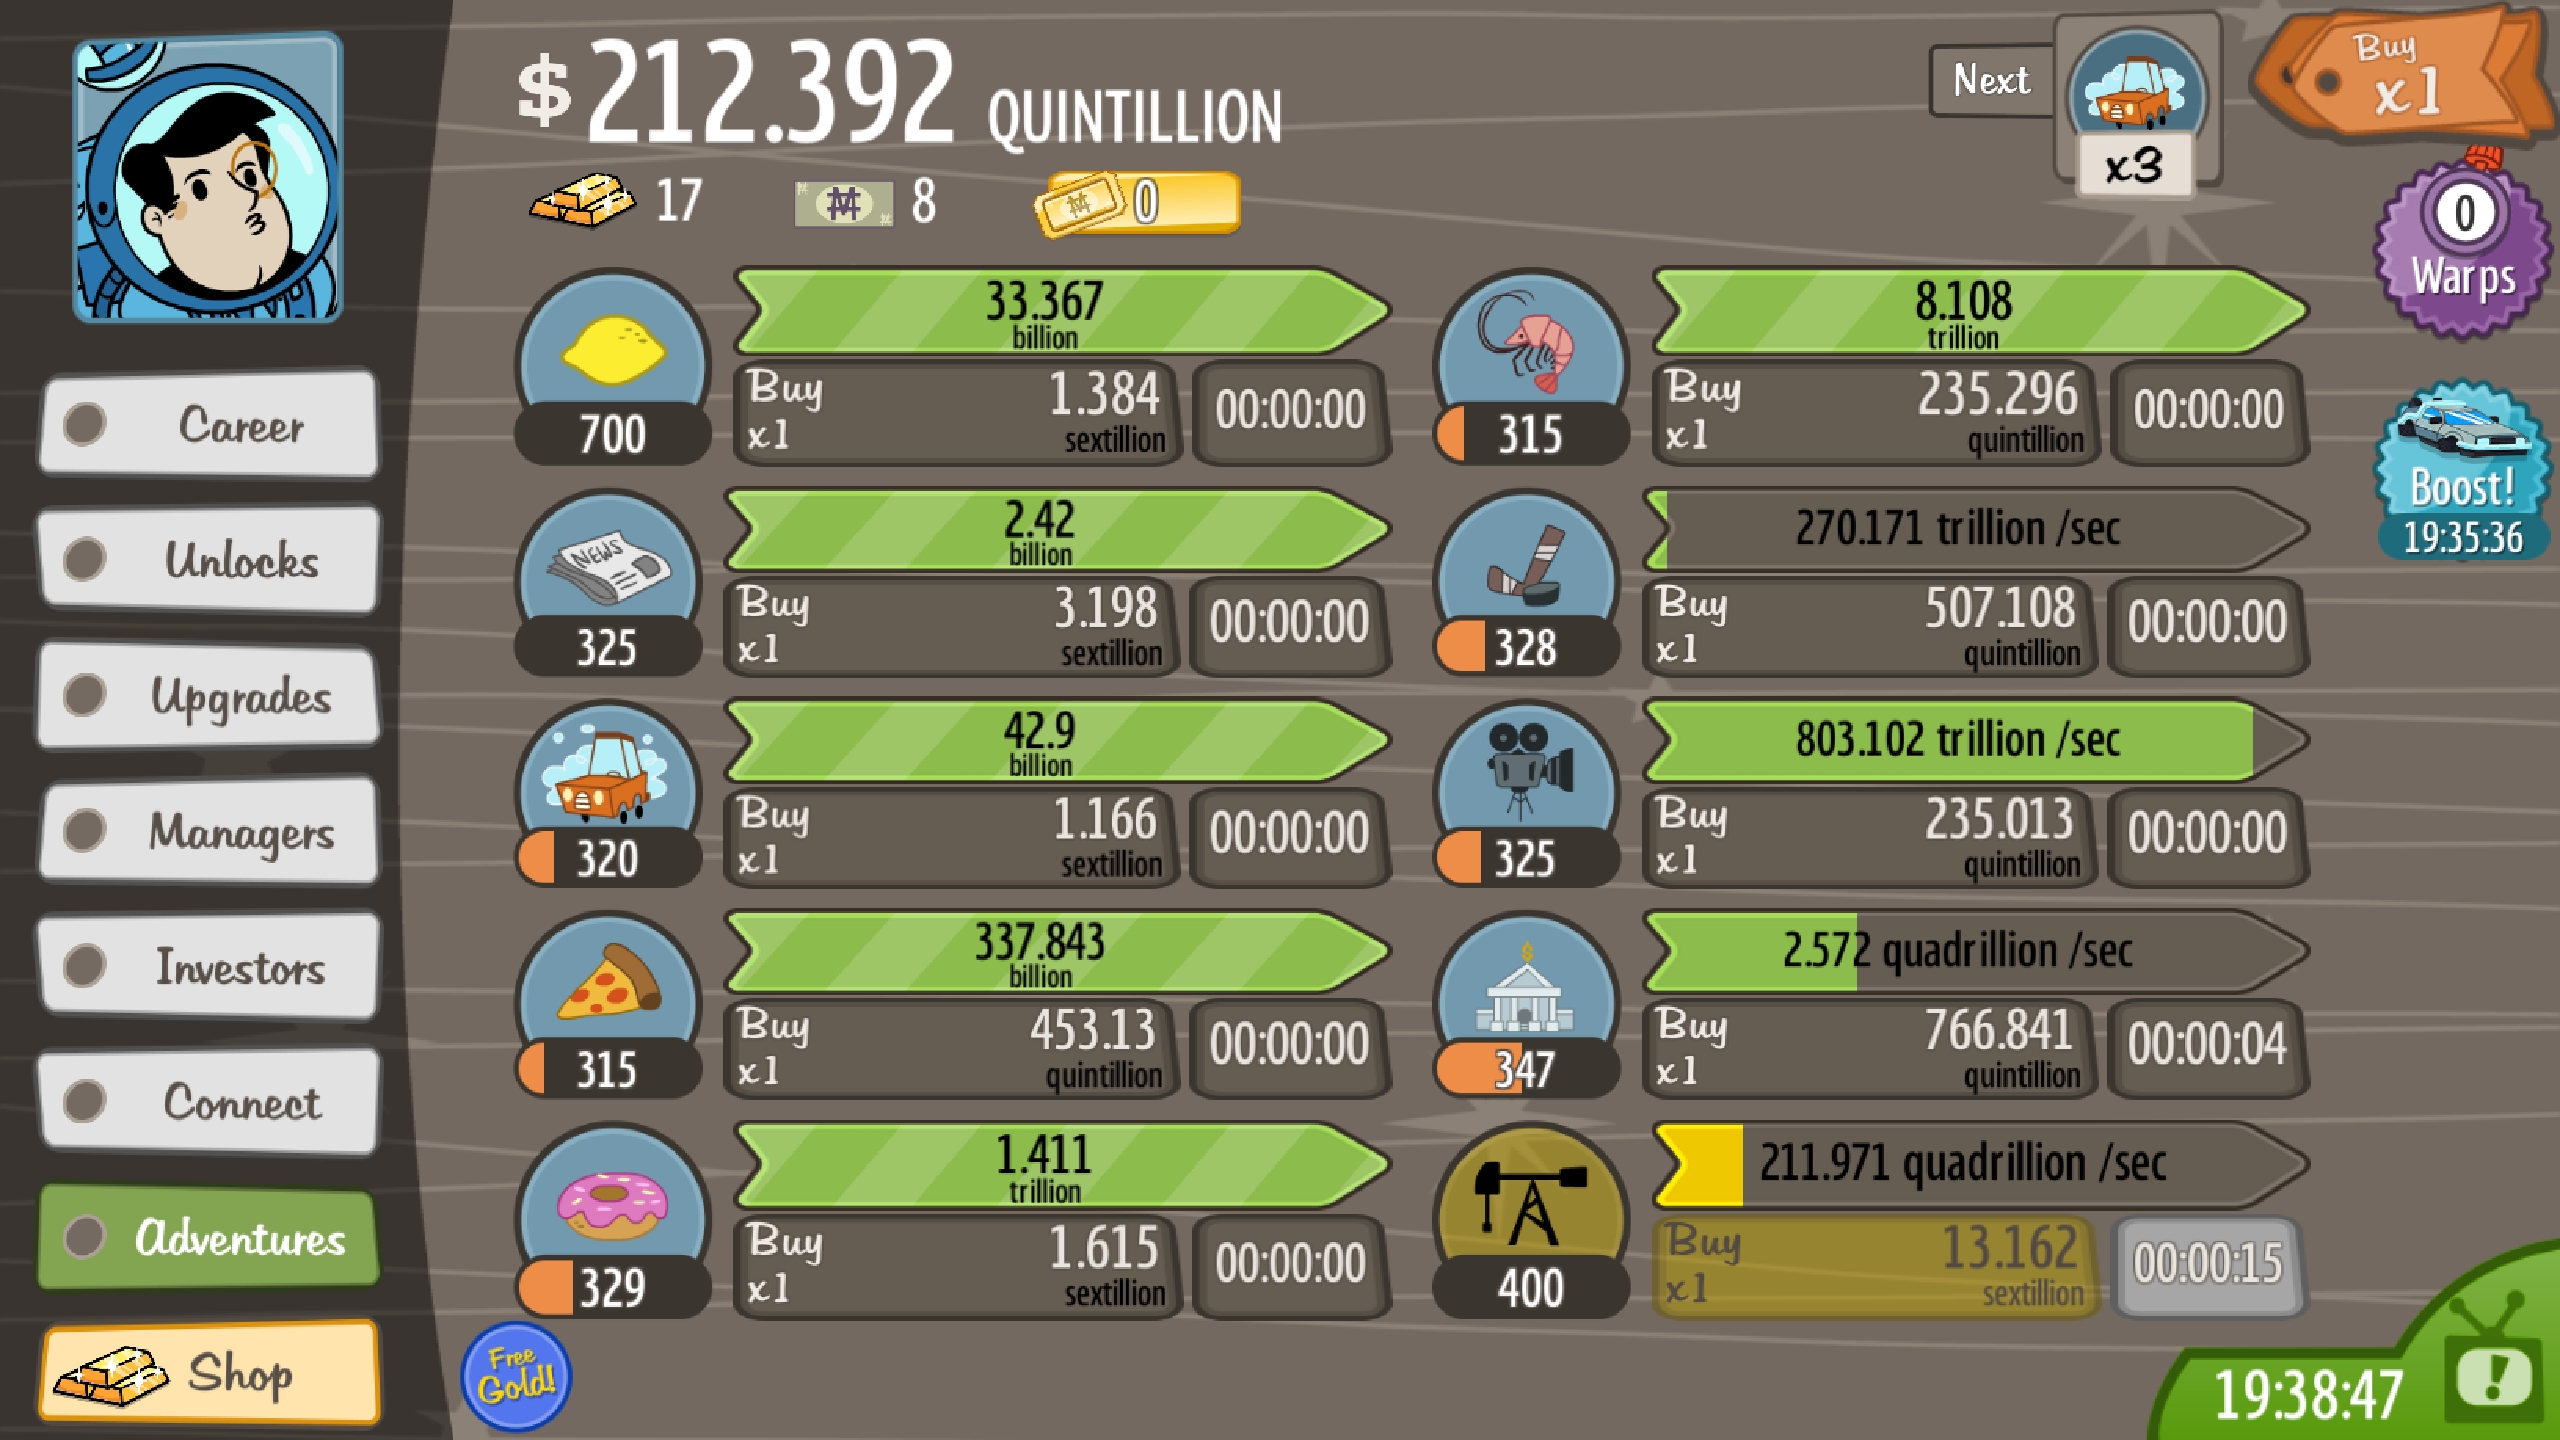 $212.392 QUINTILLION
17
8
0
Next
x3
Buy
x1
0
Warps
Boost!
19:35:36
Career
Unlocks
Upgrades
Managers
Investors
Connect
Adventures
Shop
33.367
billion
700
Buy
x1
1.384
sextillion
00:00:00
NEWS
2.42
billion
325
Buy
x1
3.198
sextillion
00:00:00
42.9
billion
320
Buy
x1
1.166
sextillion
00:00:00
337.843
billion
315
Buy
x1
453.13
quintillion
00:00:00
1.411
trillion
329
Buy
x1
1.615
sextillion
00:00:00
8.108
trillion
315
Buy
x1
235.296
quintillion
00:00:00
270.171 trillion /sec
328
Buy
x1
507.108
quintillion
00:00:00
803.102 trillion /sec
325
Buy
x1
235.013
quintillion
00:00:00
2.572 quadrillion /sec
347
Buy
x1
766.841
quintillion
00:00:04
211.971 quadrillion /sec
400
Buy
x1
13.162
sextillion
00:00:15
Free
Gold!
19:38:47
!